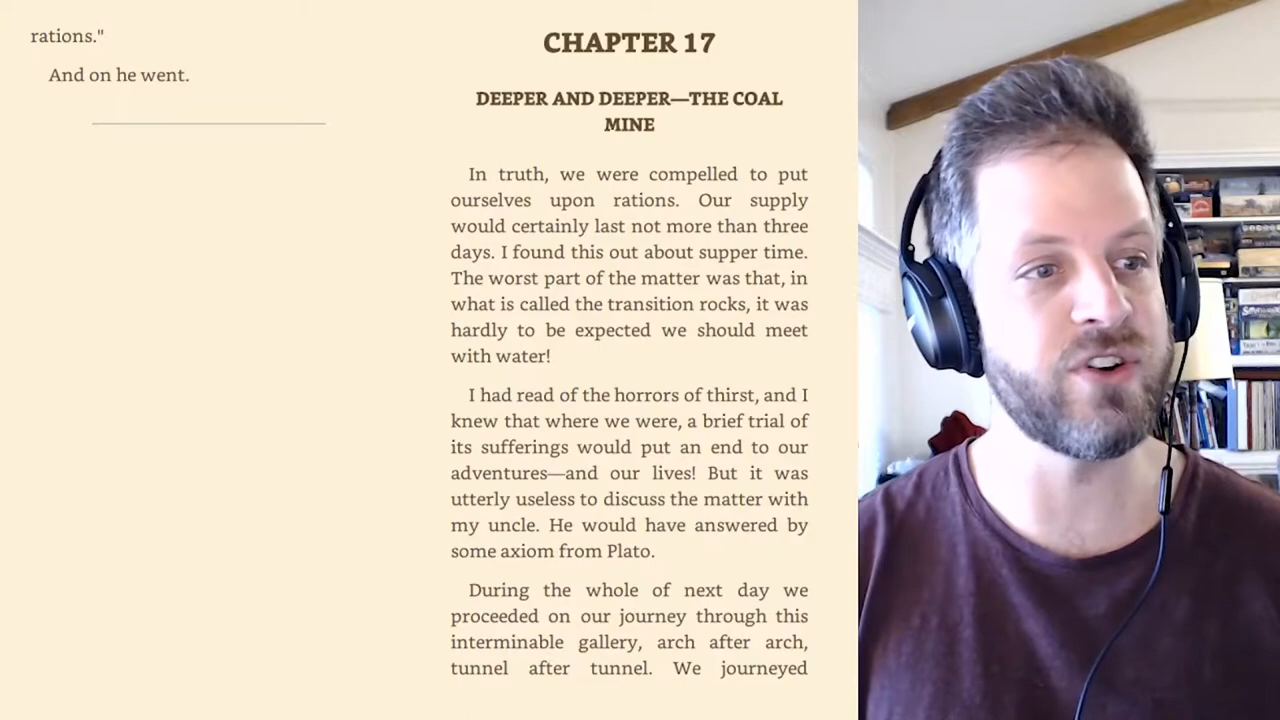 rations."
And on he went.
CHAPTER 17
DEEPER AND DEEPER—THE COAL
MINE
In truth, we were compelled to put
ourselves upon rations. Our supply
would certainly last not more than three
days. I found this out about supper time.
The worst part of the matter was that, in
what is called the transition rocks, it was
hardly to be expected we should meet
with water!
I had read of the horrors of thirst, and I
knew that where we were, a brief trial of
its sufferings would put an end to our
adventures—and our lives! But it was
utterly useless to discuss the matter with
my uncle. He would have answered by
some axiom from Plato.
During the whole of next day we
proceeded on our journey through this
interminable gallery, arch after arch,
tunnel after tunnel. We journeyed